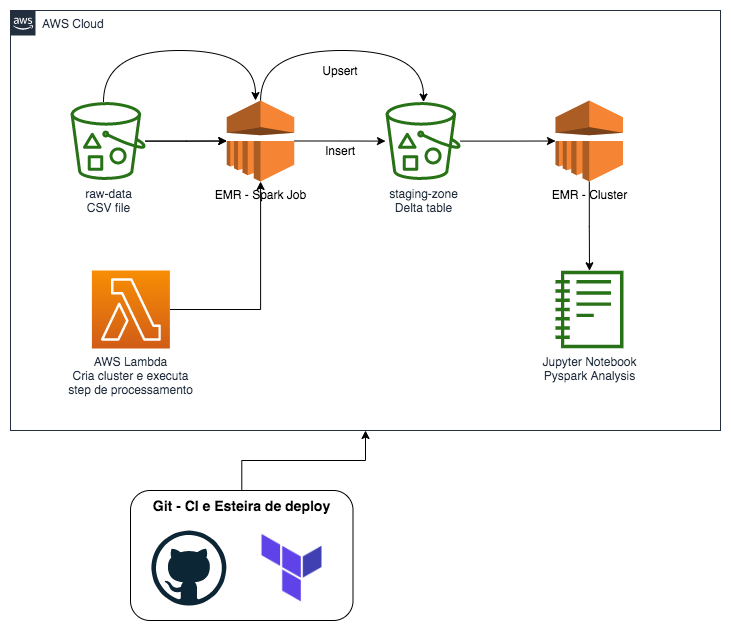 aws
AWS Cloud
Upsert
Insert
raw-data
CSV file
EMR - Spark Job
staging-zone
Delta table
EMR - Cluster
AWS Lambda
Cria cluster e executa
step de processamento
Jupyter Notebook
Pyspark Analysis
Git - CI e Esteira de deploy